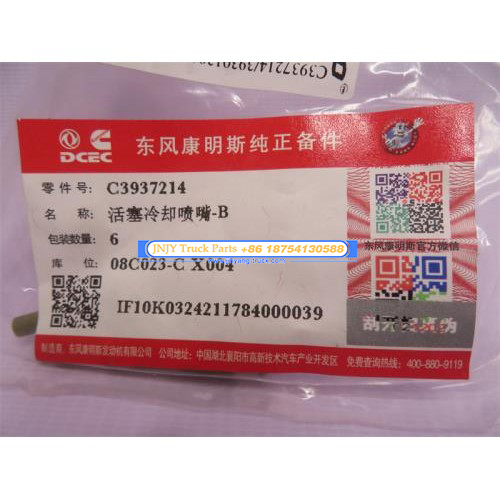 C3937214/39301
DCEC
东风康明斯纯正备件
零件号: C3937214
名 称: 活塞冷却喷嘴-B
包装数量: 6
JNJY Truck Parts +86 18754130588
东风康明斯官方微信
库 位: 08C023-C X004
IF10K0324211784000039
制造商: 东风康明斯发动机有限公司 公司地址: 中国湖北襄阳市高新技术汽车产业开发区 免费查询热线: 400-880-9119